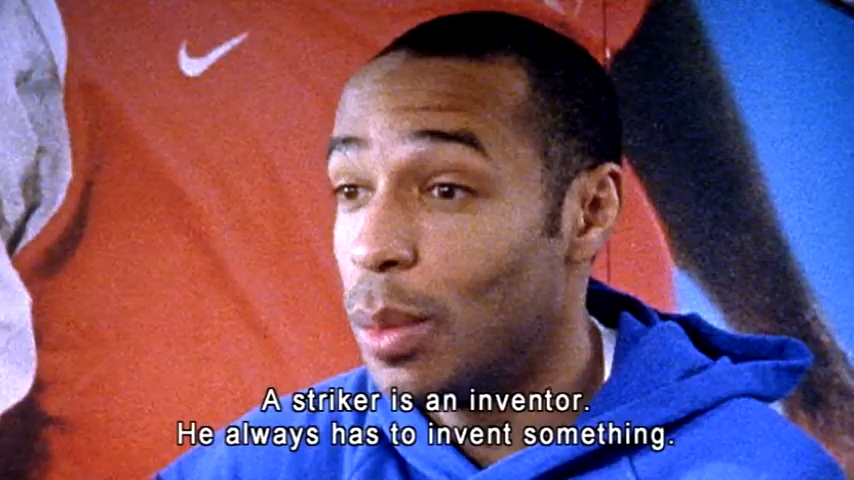 A striker is an inventor.
He always has to invent something.